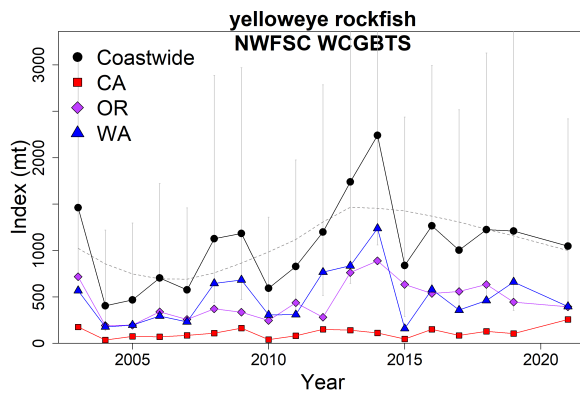 yelloweye rockfish
NWFSC WCGBTS
Coastwide
CA
OR
WA
Index (mt)
0
500
1000
2000
3000
2005
2010
2015
2020
Year